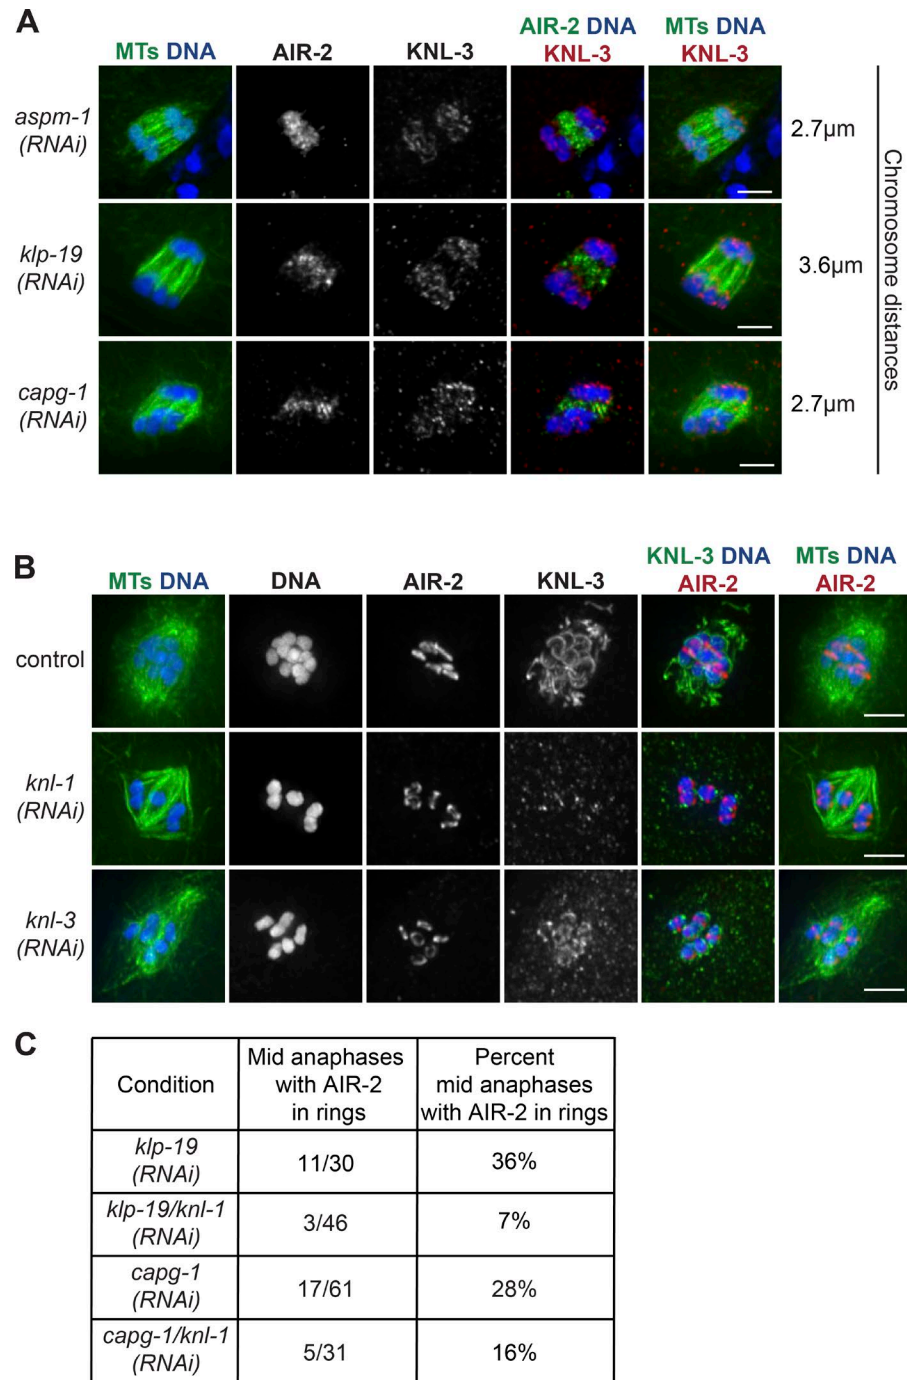 A
MTs DNA
AIR-2
KNL-3
AIR-2 DNA
KNL-3
MTs DNA
KNL-3
aspm-1
(RNAi)
2.7µm
klp-19
(RNAi)
3.6µm
capg-1
(RNAi)
2.7µm
Chromosome distances
B
MTs DNA
DNA
AIR-2
KNL-3
KNL-3 DNA
AIR-2
MTs DNA
AIR-2
control
knl-1
(RNAi)
knl-3
(RNAi)
C
Condition
Mid anaphases
with AIR-2
in rings
Percent
mid anaphases
with AIR-2 in rings
klp-19
(RNAi)
11/30
36%
klp-19/knl-1
(RNAi)
3/46
7%
capg-1
(RNAi)
17/61
28%
capg-1/knl-1
(RNAi)
5/31
16%